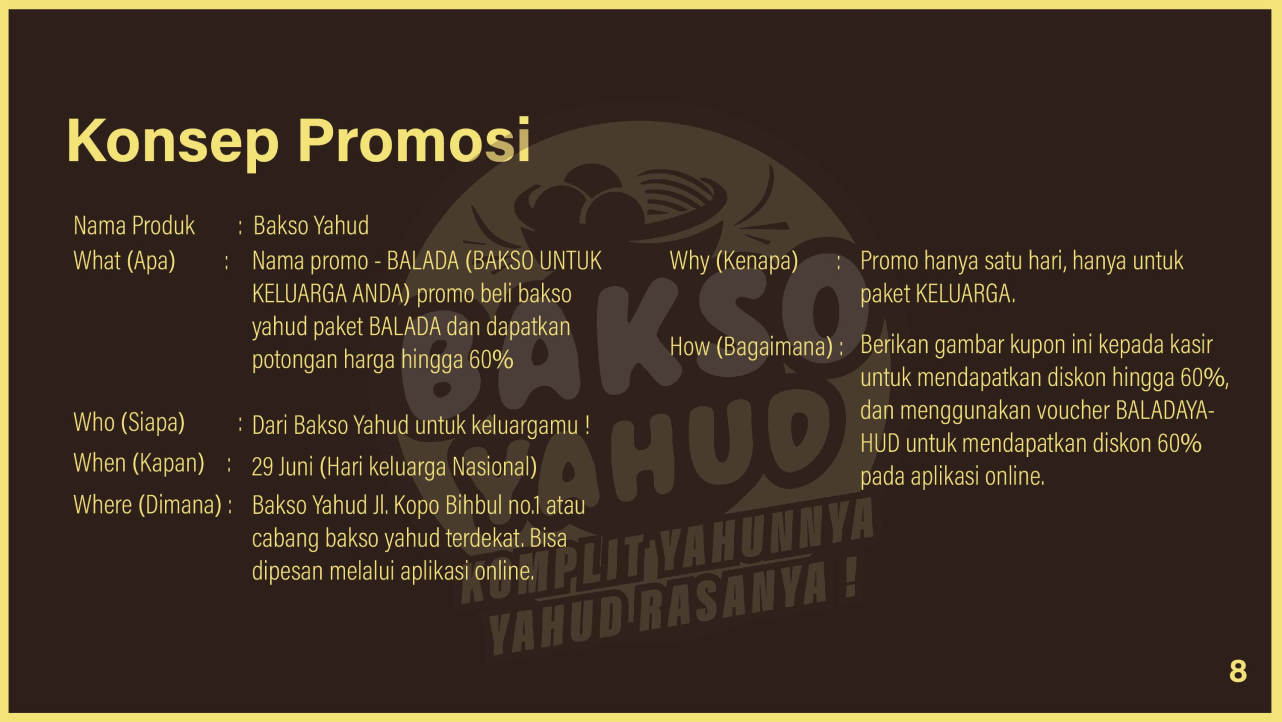 Konsep Promosi
Nama Produk : Bakso Yahud
What (Apa) : Nama promo - BALADA (BAKSO UNTUK
KELUARGA ANDA) promo beli bakso
yahud paket BALADA dan dapatkan
potongan harga hingga 60%
Who (Siapa) : Dari Bakso Yahud untuk keluargamu !
When (Kapan) : 29 Juni (Hari keluarga Nasional)
Where (Dimana) : Bakso Yahud Jl. Kopo Bihbul no.1 atau
cabang bakso yahud terdekat. Bisa
dipesan melalui aplikasi online.
Why (Kenapa) : Promo hanya satu hari, hanya untuk
paket KELUARGA.
How (Bagaimana) : Berikan gambar kupon ini kepada kasir
untuk mendapatkan diskon hingga 60%,
dan menggunakan voucher BALADAYA-
HUD untuk mendapatkan diskon 60%
pada aplikasi online.
BAKSO
YAHUD
KOMPLIT YAHUNNYA
YAHUD RASANYA !
8